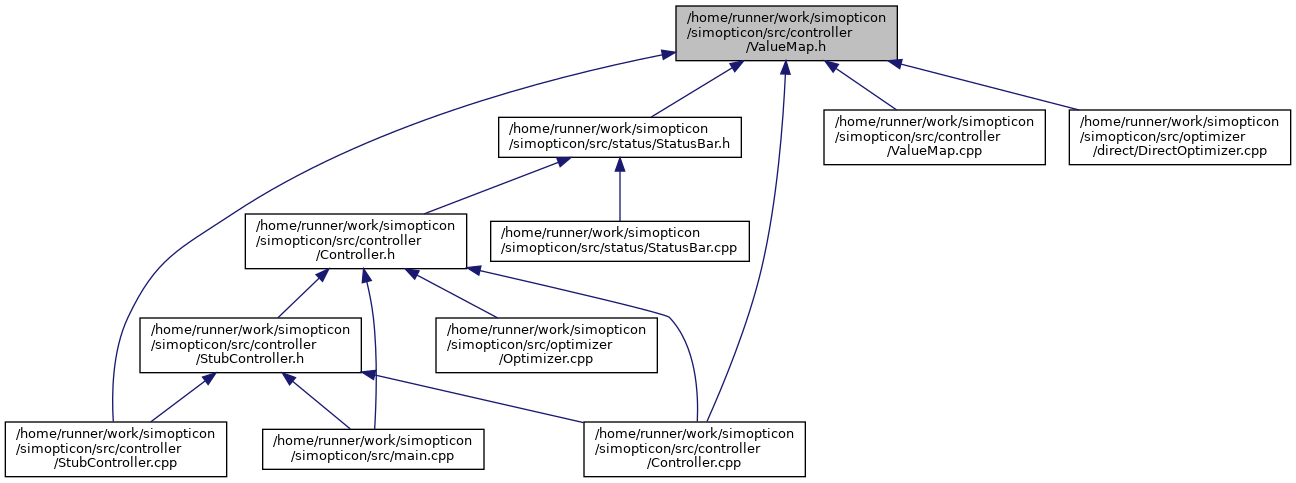 /home/runner/work/simopticon
/simopticon/src/controller
/ValueMap.h
/home/runner/work/simopticon
/simopticon/src/status/StatusBar.h
/home/runner/work/simopticon
/simopticon/src/controller
/ValueMap.cpp
/home/runner/work/simopticon
/simopticon/src/optimizer
/direct/DirectOptimizer.cpp
/home/runner/work/simopticon
/simopticon/src/controller
/Controller.h
/home/runner/work/simopticon
/simopticon/src/status/StatusBar.cpp
/home/runner/work/simopticon
/simopticon/src/controller
/StubController.h
/home/runner/work/simopticon
/simopticon/src/optimizer
/Optimizer.cpp
/home/runner/work/simopticon
/simopticon/src/controller
/StubController.cpp
/home/runner/work/simopticon
/simopticon/src/main.cpp
/home/runner/work/simopticon
/simopticon/src/controller
/Controller.cpp